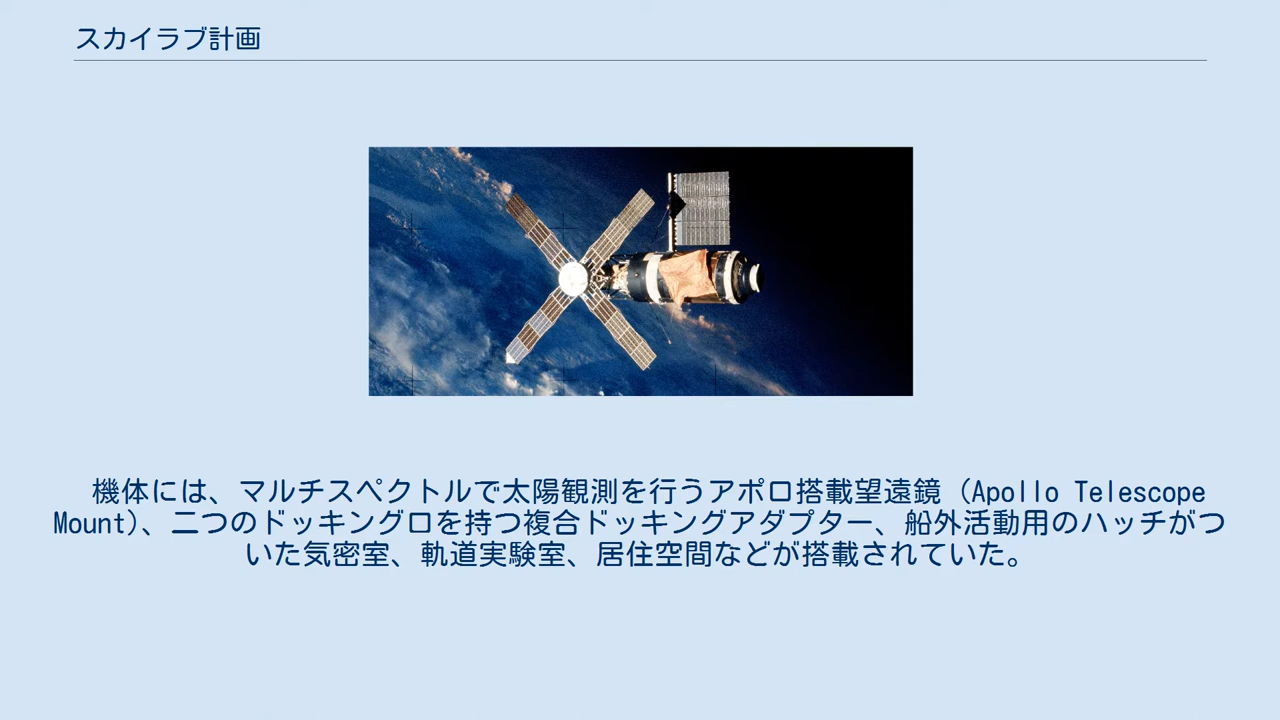 スカイラブ計画
機体には、マルチスペクトルで太陽観測を行うアポロ搭載望遠鏡 (Apollo Telescope
Mount)、二つのドッキング口を持つ複合ドッキングアダプター、船外活動用のハッチがつ
いた気密室、軌道実験室、居住空間などが搭載されていた。